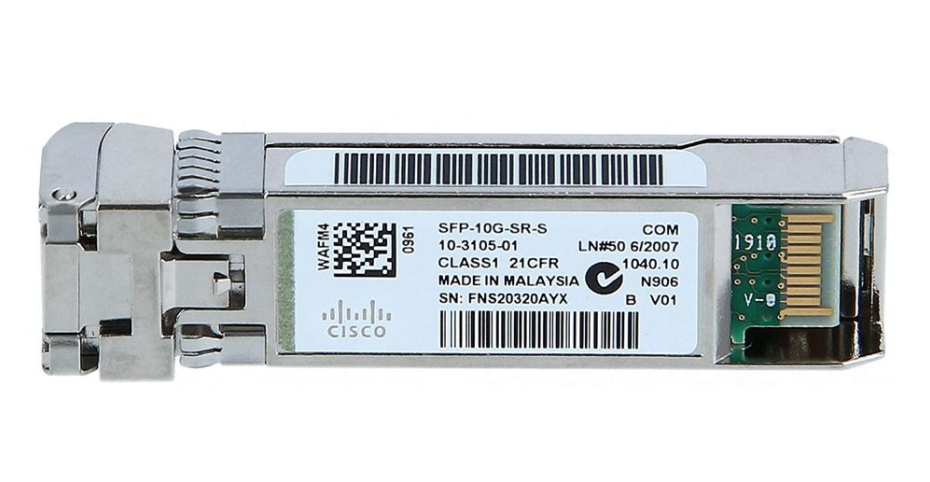 WAFM4
0961
CISCO
SFP-10G-SR-S COM
10-3105-01 LN#50 6/2007
CLASS1 21CFR 1040.10
MADE IN MALAYSIA N906
SN: FNS20320AYX B V01
1910
V-0